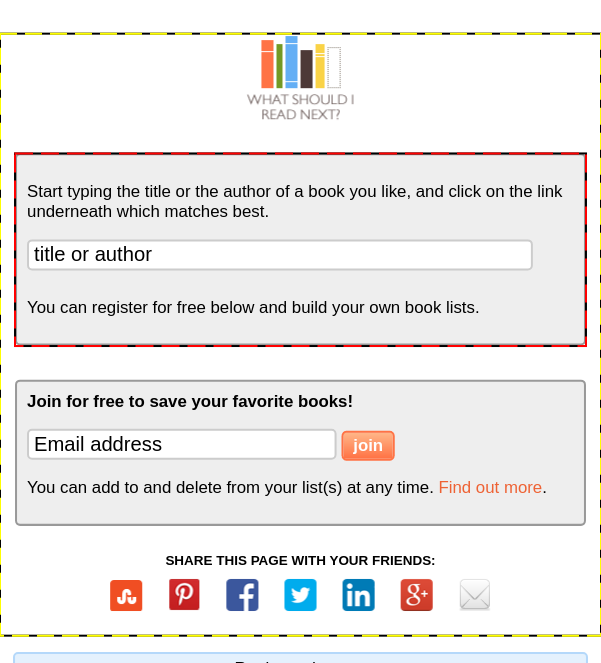 WHAT SHOULD I
READ NEXT?
Start typing the title or the author of a book you like, and click on the link
underneath which matches best.
title or author
You can register for free below and build your own book lists.
Join for free to save your favorite books!
Email address join
You can add to and delete from your list(s) at any time. Find out more.
SHARE THIS PAGE WITH YOUR FRIENDS: